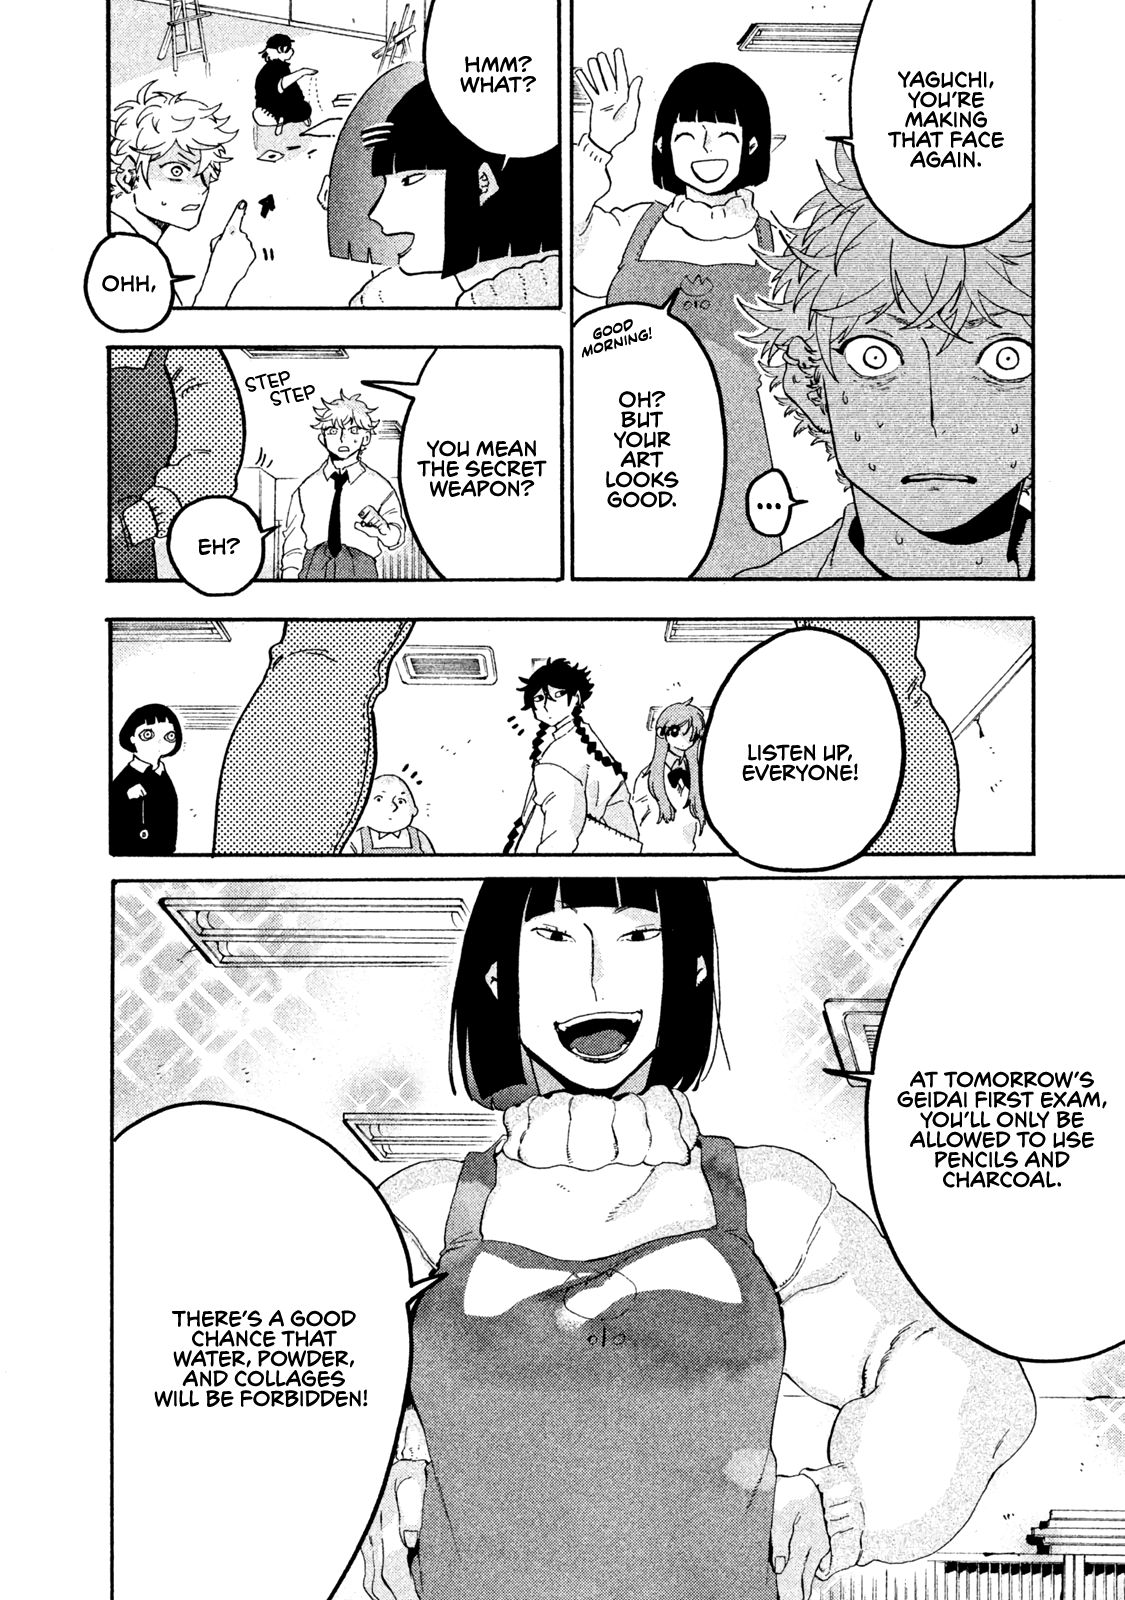 YAGUCHI,
YOU'RE
MAKING
THAT FACE
AGAIN.
GOOD
MORNING!
OH?
BUT
YOUR
ART
LOOKS
GOOD.
...
HMM?
WHAT?
OHH,
YOU MEAN
THE SECRET
WEAPON?
STEP
STEP
EH?
LISTEN UP,
EVERYONE!
AT TOMORROW'S
GEIDAI FIRST EXAM,
YOU'LL ONLY BE
ALLOWED TO USE
PENCILS AND
CHARCOAL.
THERE'S A GOOD
CHANCE THAT
WATER, POWDER,
AND COLLAGES
WILL BE FORBIDDEN!